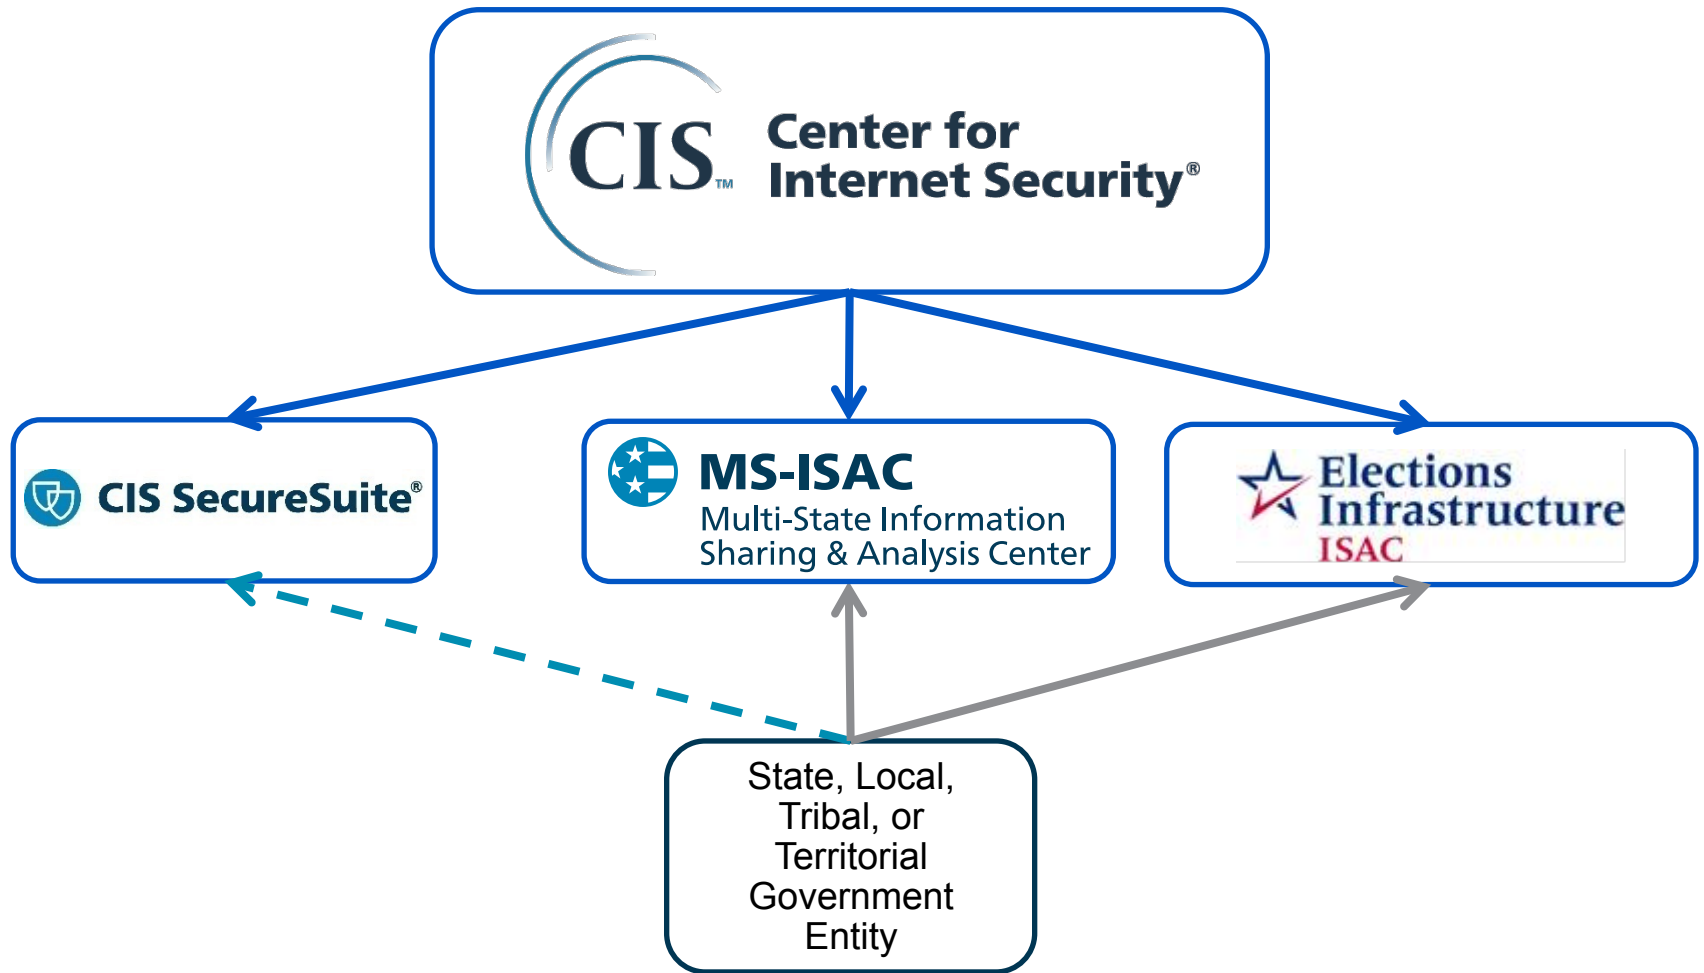 CIS™
Center for
Internet Security®
CIS SecureSuite®
MS-ISAC
Multi-State Information
Sharing & Analysis Center
Elections
Infrastructure
ISAC
State, Local,
Tribal, or
Territorial
Government
Entity